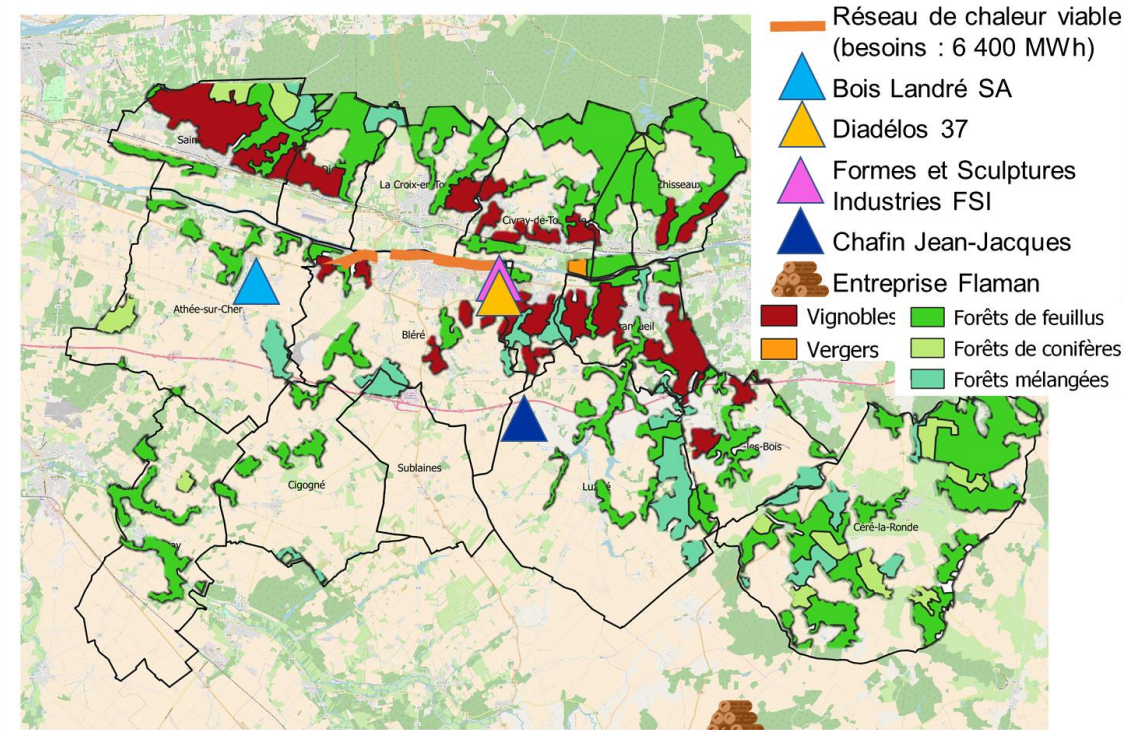 Réseau de chaleur viable
(besoins : 6 400 MWh)
Bois Landré SA
Diadélos 37
Formes et Sculptures
Industries FSI
Chafin Jean-Jacques
Entreprise Flaman
Vignobles
Vergers
Forêts de feuillus
Forêts de conifères
Forêts mélangées
La Croix-en-To
Civray-de-To
Athée-sur-Cher
Bléré
Sublaines
Cigogné
-les-Bois
Céré-la-Ronde